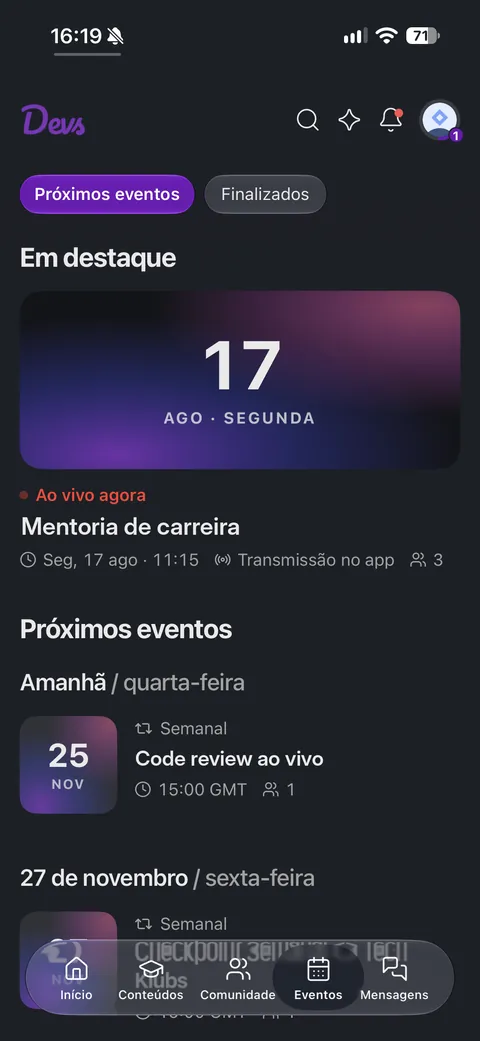 16:19
71
Devs
1
Próximos eventos
Finalizados
Em destaque
17
AGO · SEGUNDA
Ao vivo agora
Mentoria de carreira
Seg, 17 ago · 11:15
Transmissão no app
3
Próximos eventos
Amanhã / quarta-feira
25
NOV
Semanal
Code review ao vivo
15:00 GMT
1
27 de novembro / sexta-feira
Semanal
Klubs
Início
Conteúdos
Comunidade
Eventos
Mensagens